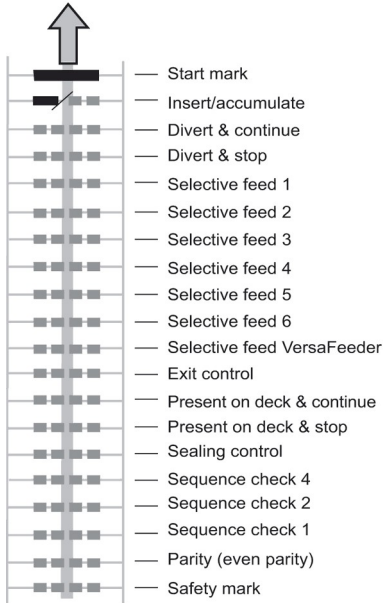 Start mark
Insert/accumulate
Divert & continue
Divert & stop
Selective feed 1
Selective feed 2
Selective feed 3
Selective feed 4
Selective feed 5
Selective feed 6
Selective feed VersaFeeder
Exit control
Present on deck & continue
Present on deck & stop
Sealing control
Sequence check 4
Sequence check 2
Sequence check 1
Parity (even parity)
Safety mark